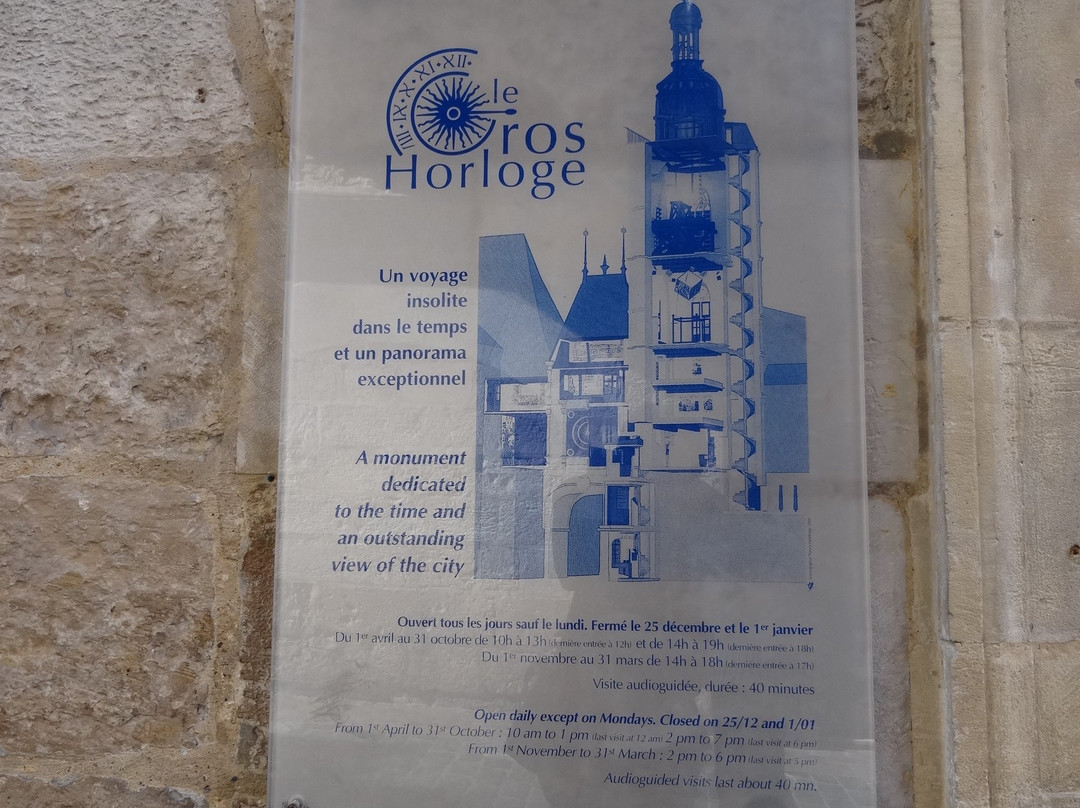 IIII·IX·X·XI·XII·
le
Gros
Horloge
Un voyage
insolite
dans le temps
et un panorama
exceptionnel
A monument
dedicated
to the time and
an outstanding
view of the city
Ouvert tous les jours sauf le lundi. Fermé le 25 décembre et le 1er janvier
Du 1er avril au 31 octobre de 10h à 13h (dernière entrée à 12h) et de 14h à 19h (dernière entrée à 18h)
Du 1er novembre au 31 mars de 14h à 18h (dernière entrée à 17h)
Visite audioguidée, durée : 40 minutes
Open daily except on Mondays. Closed on 25/12 and 1/01
From 1st April to 31st October : 10 am to 1 pm (last visit at 12 am) 2 pm to 7 pm (last visit at 6 pm)
From 1st November to 31st March : 2 pm to 6 pm (last visit at 5 pm)
Audioguided visits last about 40 mn.